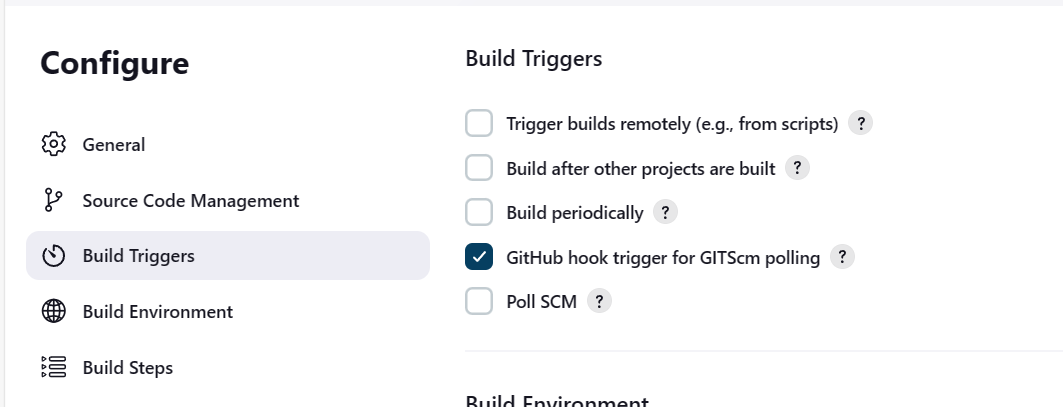 Configure
General
Source Code Management
Build Triggers
Build Environment
Build Steps
Build Triggers
Trigger builds remotely (e.g., from scripts) ?
Build after other projects are built ?
Build periodically ?
GitHub hook trigger for GITScm polling ?
Poll SCM ?
Build Environment